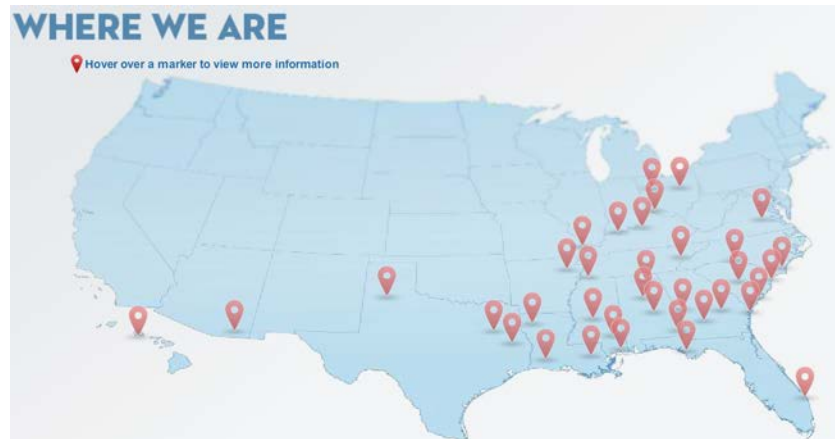 WHERE WE ARE
Hover over a marker to view more information